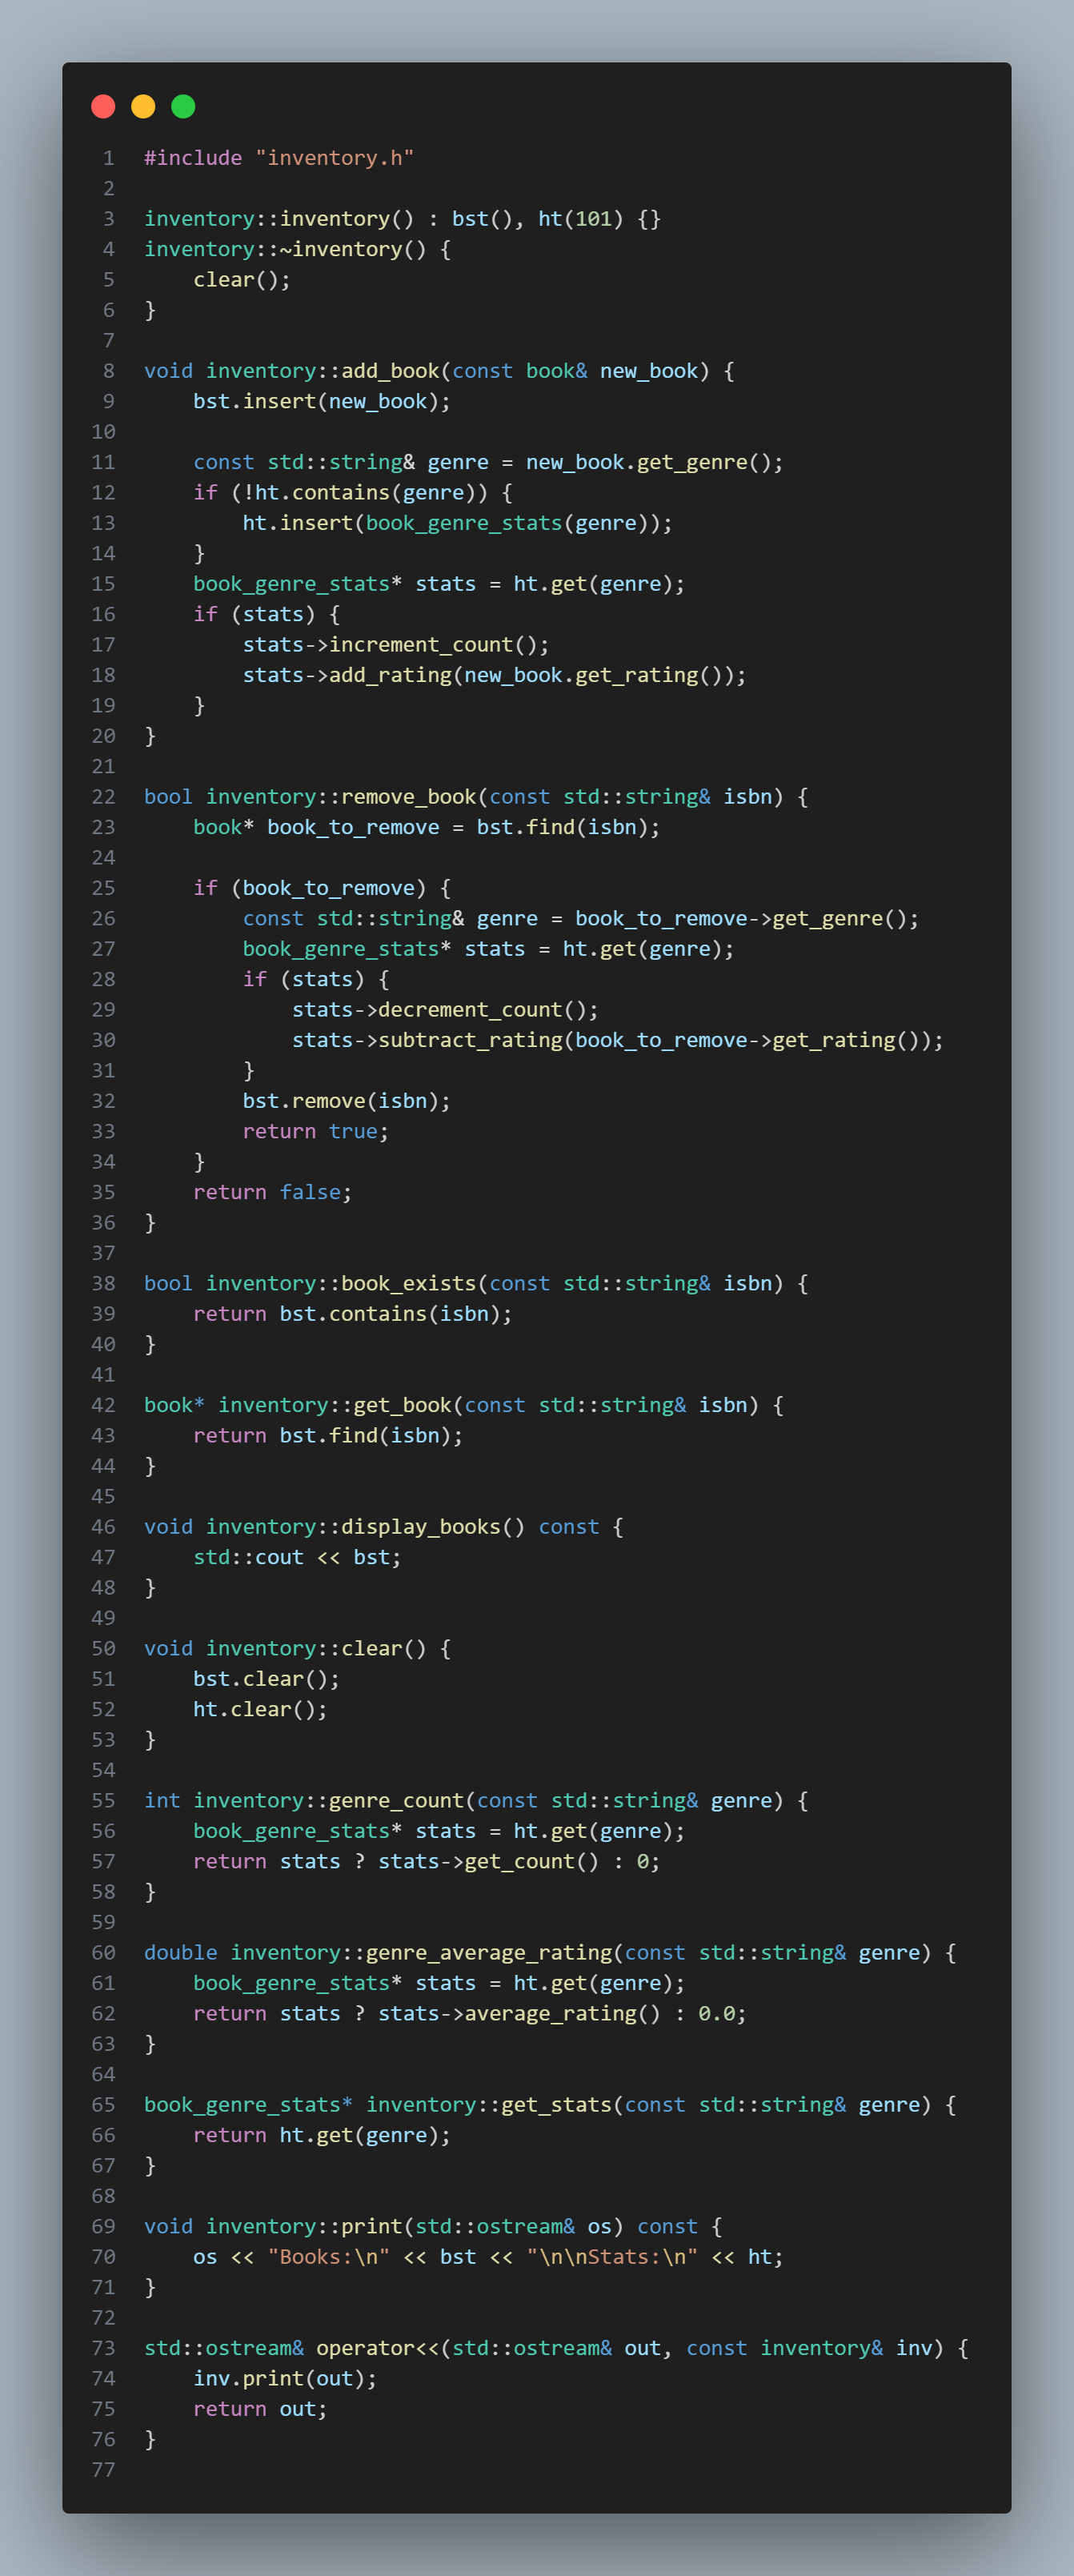 1 #include "inventory.h"
2
3 inventory::inventory() : bst(), ht(101) {}
4 inventory::~inventory() {
5     clear();
6 }
7
8 void inventory::add_book(const book& new_book) {
9     bst.insert(new_book);
10
11     const std::string& genre = new_book.get_genre();
12     if (!ht.contains(genre)) {
13         ht.insert(book_genre_stats(genre));
14     }
15     book_genre_stats* stats = ht.get(genre);
16     if (stats) {
17         stats->increment_count();
18         stats->add_rating(new_book.get_rating());
19     }
20 }
21
22 bool inventory::remove_book(const std::string& isbn) {
23     book* book_to_remove = bst.find(isbn);
24
25     if (book_to_remove) {
26         const std::string& genre = book_to_remove->get_genre();
27         book_genre_stats* stats = ht.get(genre);
28         if (stats) {
29             stats->decrement_count();
30             stats->subtract_rating(book_to_remove->get_rating());
31         }
32         bst.remove(isbn);
33         return true;
34     }
35     return false;
36 }
37
38 bool inventory::book_exists(const std::string& isbn) {
39     return bst.contains(isbn);
40 }
41
42 book* inventory::get_book(const std::string& isbn) {
43     return bst.find(isbn);
44 }
45
46 void inventory::display_books() const {
47     std::cout << bst;
48 }
49
50 void inventory::clear() {
51     bst.clear();
52     ht.clear();
53 }
54
55 int inventory::genre_count(const std::string& genre) {
56     book_genre_stats* stats = ht.get(genre);
57     return stats ? stats->get_count() : 0;
58 }
59
60 double inventory::genre_average_rating(const std::string& genre) {
61     book_genre_stats* stats = ht.get(genre);
62     return stats ? stats->average_rating() : 0.0;
63 }
64
65 book_genre_stats* inventory::get_stats(const std::string& genre) {
66     return ht.get(genre);
67 }
68
69 void inventory::print(std::ostream& os) const {
70     os << "Books:\n" << bst << "\n\nStats:\n" << ht;
71 }
72
73 std::ostream& operator<<(std::ostream& out, const inventory& inv) {
74     inv.print(out);
75     return out;
76 }
77